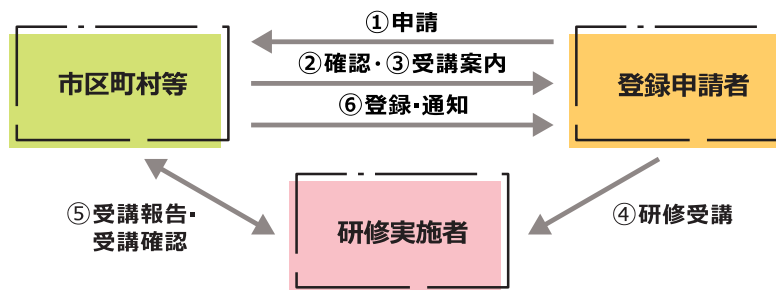 ①申請
②確認・③受講案内
⑥登録・通知
市区町村等
登録申請者
⑤受講報告・
受講確認
研修実施者
④研修受講